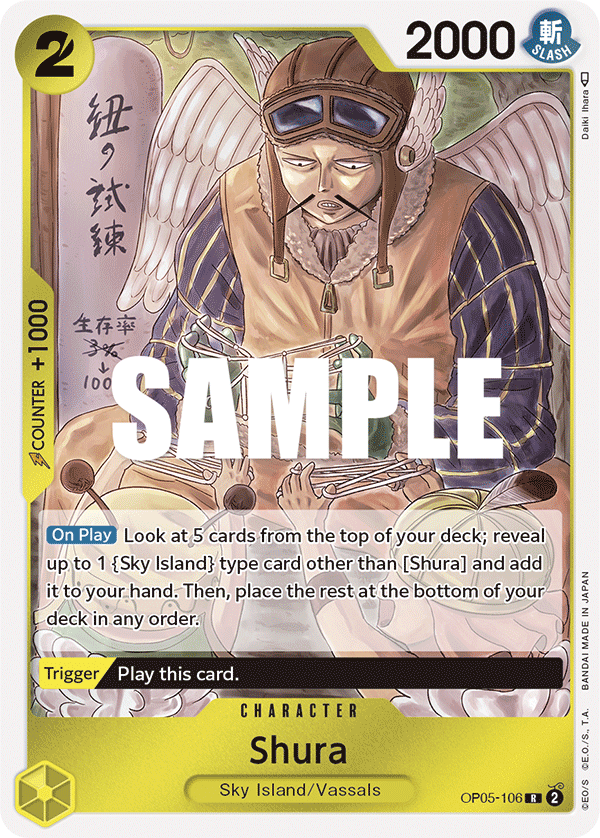 2
2000
斬
SLASH
Daiki Ihara
紐の試練
生存率
3%
↓
100
COUNTER +1000
SAMPLE
On Play Look at 5 cards from the top of your deck; reveal
up to 1 {Sky Island} type card other than [Shura] and add
it to your hand. Then, place the rest at the bottom of your
deck in any order.
Trigger Play this card.
CHARACTER
Shura
Sky Island/Vassals
OP05-106 R 2
©EO/S ©E.O./S., T.A. BANDAI MADE IN JAPAN